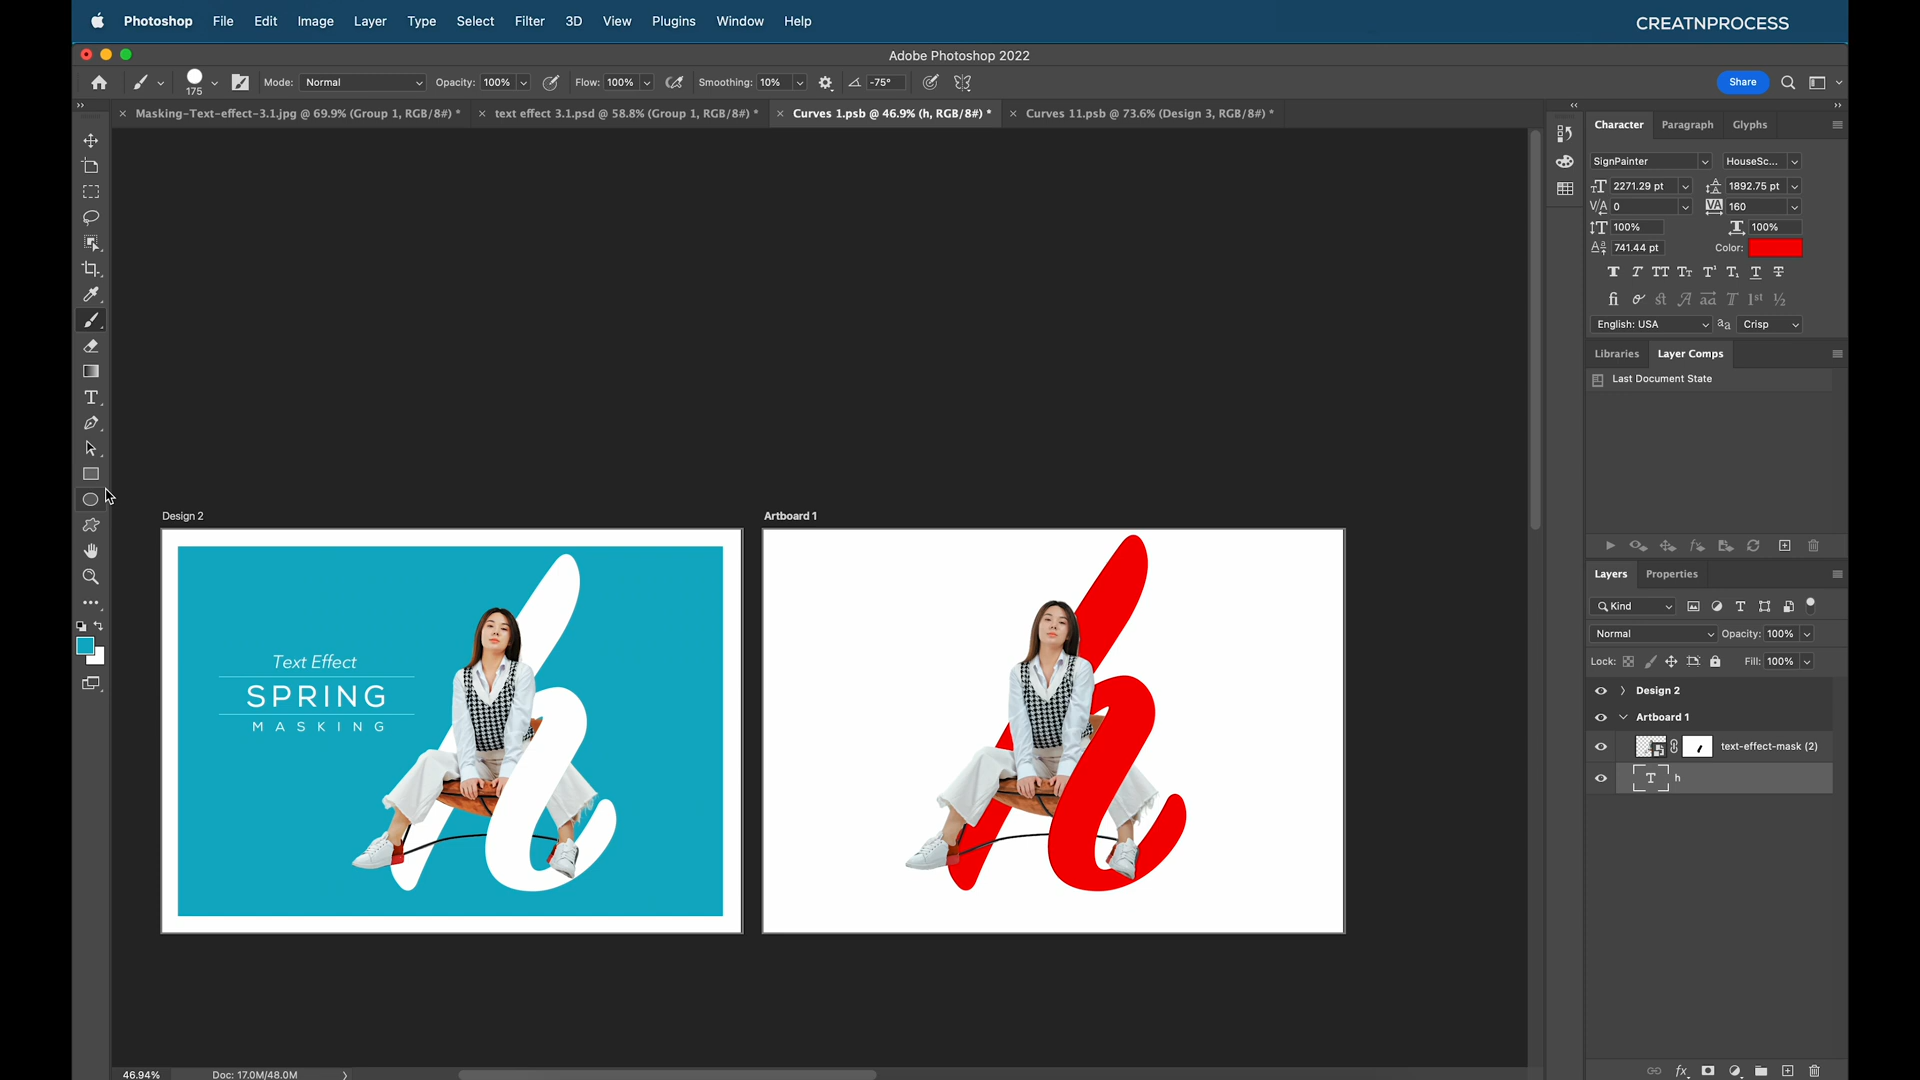 Photoshop File Edit Image Layer Type Select Filter 3D View Plugins Window Help
CREATNPROCESS
Adobe Photoshop 2022
175 Mode: Normal Opacity: 100% Flow: 100% Smoothing: 10% -75° Share
Masking-Text-effect-3.1.jpg @ 69.9% (Group 1, RGB/8#) *
text effect 3.1.psd @ 58.8% (Group 1, RGB/8#) *
Curves 1.psb @ 46.9% (h, RGB/8#) *
Curves 11.psb @ 73.6% (Design 3, RGB/8#) *
Character Paragraph Glyphs
SignPainter HouseSc...
2271.29 pt 1892.75 pt
0 160
100% 100%
741.44 pt Color:
English: USA Crisp
Libraries Layer Comps
Last Document State
Design 2
Artboard 1
Text Effect
SPRING
MASKING
h
h
Layers Properties
Kind
Normal Opacity: 100%
Lock: Fill: 100%
Design 2
Artboard 1
text-effect-mask (2)
h
46.94% Doc: 17.0M/48.0M